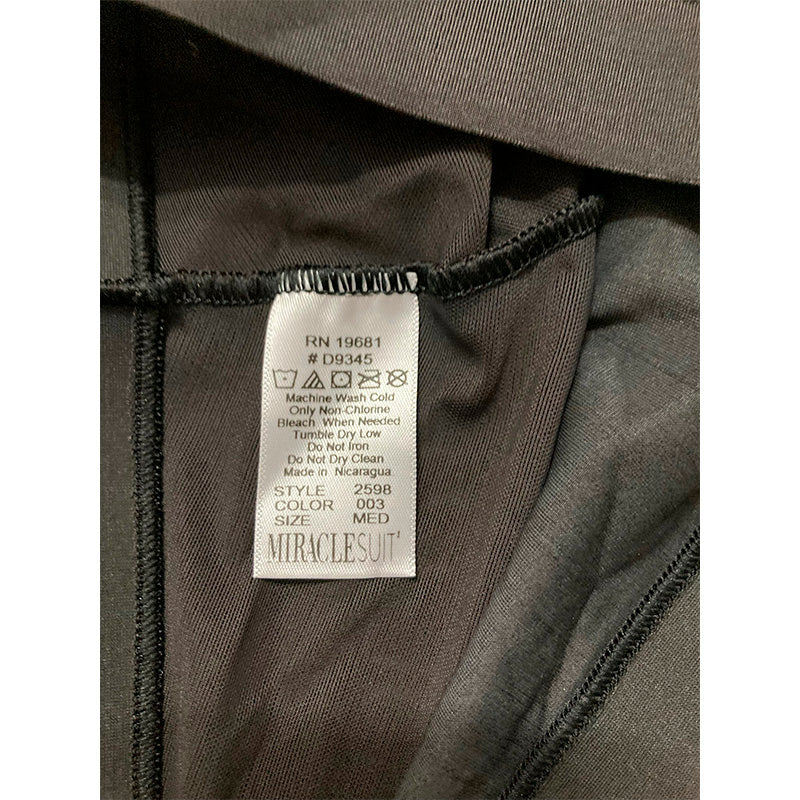 RN 19681
# D9345
Machine Wash Cold
Only Non-Chlorine
Bleach When Needed
Tumble Dry Low
Do Not Iron
Do Not Dry Clean
Made in Nicaragua
STYLE 2598
COLOR 003
SIZE MED
MIRACLESUIT